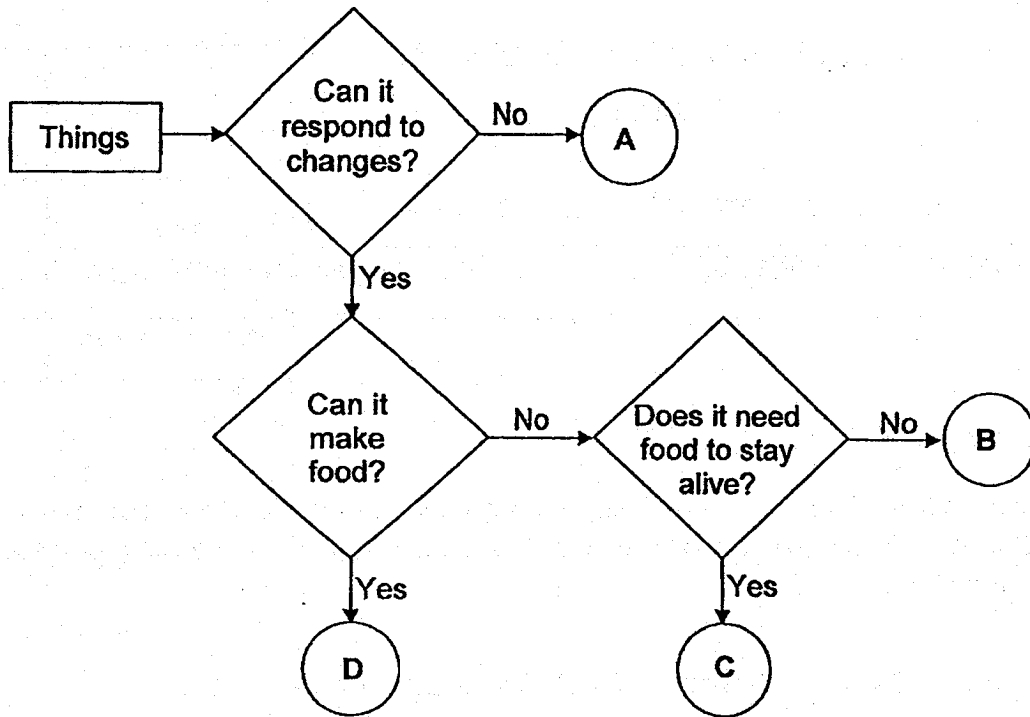 Things
Can it
respond to
changes?
No
A
Yes
Can it
make
food?
No
Does it need
food to stay
alive?
No
B
Yes
D
Yes
C